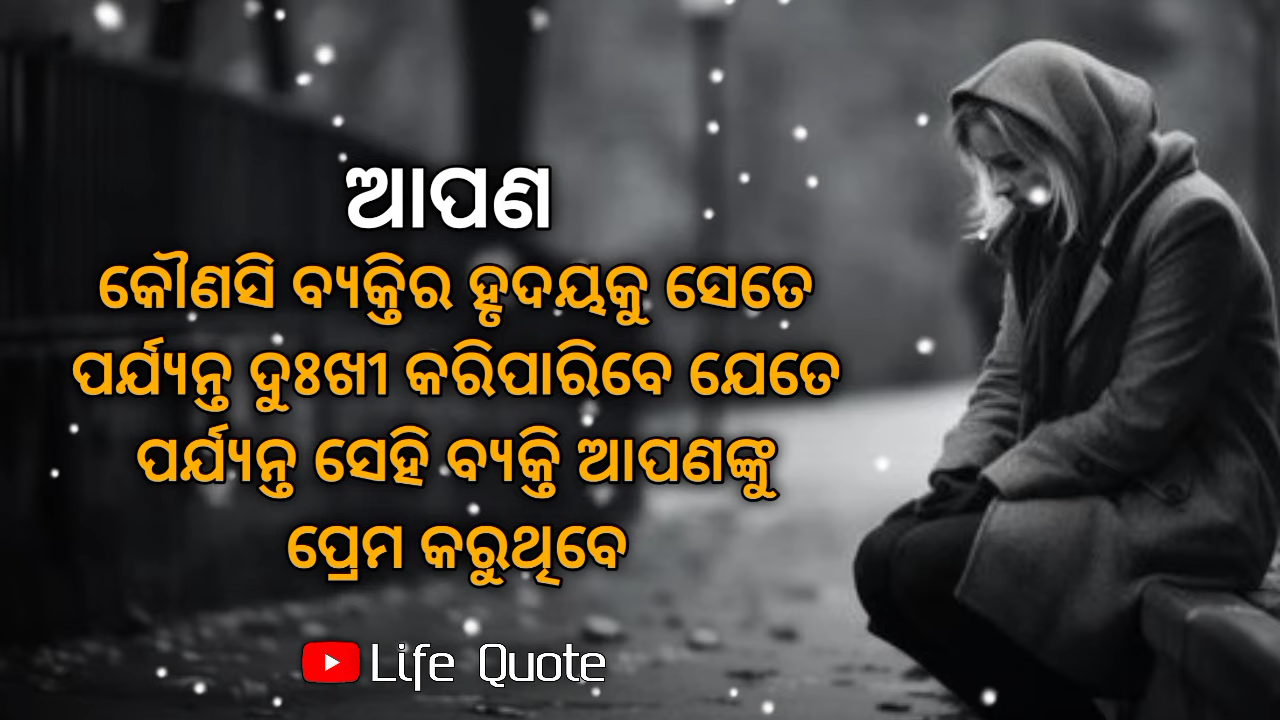 ଆପଣ
କୌଣସି ବ୍ୟକ୍ତିର ହୃଦୟକୁ ସେତେ
ପର୍ଯ୍ୟନ୍ତ ଦୁଃଖୀ କରିପାରିବେ ଯେତେ
ପର୍ଯ୍ୟନ୍ତ ସେହି ବ୍ୟକ୍ତି ଆପଣଙ୍କୁ
ପ୍ରେମ କରୁଥିବେ
Life Quote